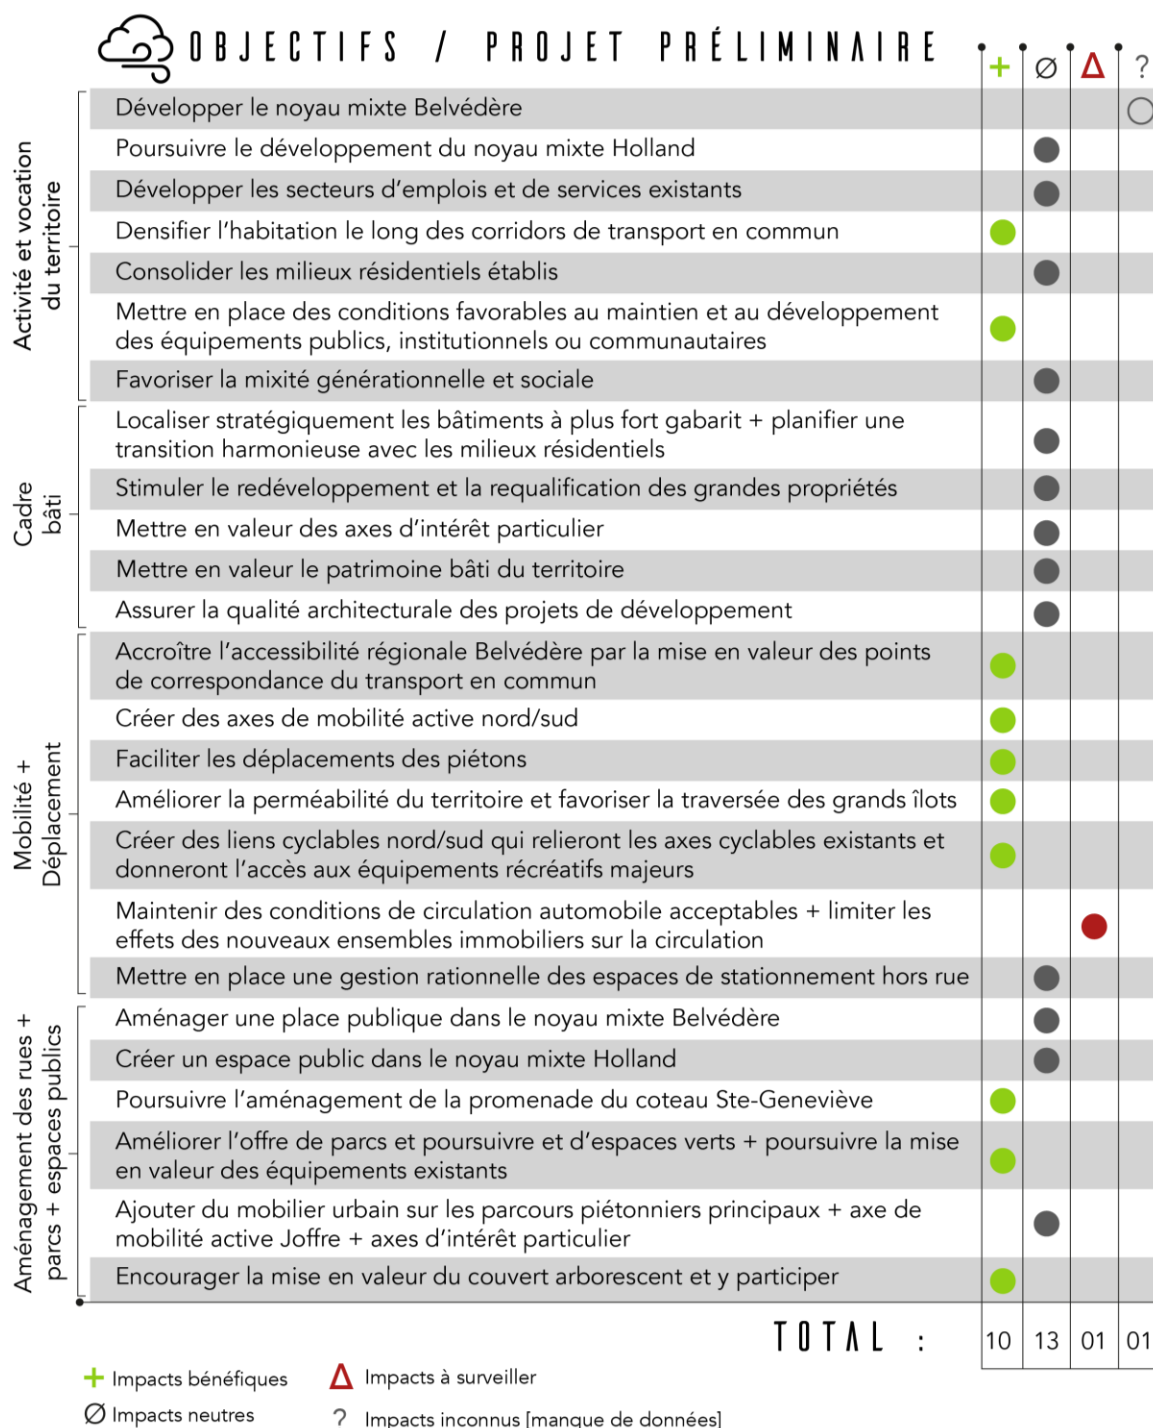 OBJECTIFS / PROJET PRÉLIMINAIRE
+ Ø Δ ?
Activité et vocation
du territoire
Développer le noyau mixte Belvédère
Poursuivre le développement du noyau mixte Holland
Développer les secteurs d'emplois et de services existants
Densifier l'habitation le long des corridors de transport en commun
Consolider les milieux résidentiels établis
Mettre en place des conditions favorables au maintien et au développement
des équipements publics, institutionnels ou communautaires
Favoriser la mixité générationnelle et sociale
Cadre
bâti
Localiser stratégiquement les bâtiments à plus fort gabarit + planifier une
transition harmonieuse avec les milieux résidentiels
Stimuler le redéveloppement et la requalification des grandes propriétés
Mettre en valeur des axes d'intérêt particulier
Mettre en valeur le patrimoine bâti du territoire
Assurer la qualité architecturale des projets de développement
Mobilité +
Déplacement
Accroître l'accessibilité régionale Belvédère par la mise en valeur des points
de correspondance du transport en commun
Créer des axes de mobilité active nord/sud
Faciliter les déplacements des piétons
Améliorer la perméabilité du territoire et favoriser la traversée des grands îlots
Créer des liens cyclables nord/sud qui relieront les axes cyclables existants et
donneront l'accès aux équipements récréatifs majeurs
Maintenir des conditions de circulation automobile acceptables + limiter les
effets des nouveaux ensembles immobiliers sur la circulation
Mettre en place une gestion rationnelle des espaces de stationnement hors rue
Aménagement des rues +
parcs + espaces publics
Aménager une place publique dans le noyau mixte Belvédère
Créer un espace public dans le noyau mixte Holland
Poursuivre l'aménagement de la promenade du coteau Ste-Geneviève
Améliorer l'offre de parcs et poursuivre et d'espaces verts + poursuivre la mise
en valeur des équipements existants
Ajouter du mobilier urbain sur les parcours piétonniers principaux + axe de
mobilité active Joffre + axes d'intérêt particulier
Encourager la mise en valeur du couvert arborescent et y participer
TOTAL : 10 13 01 01
+ Impacts bénéfiques
Δ Impacts à surveiller
Ø Impacts neutres
? Impacts inconnus [manque de données]